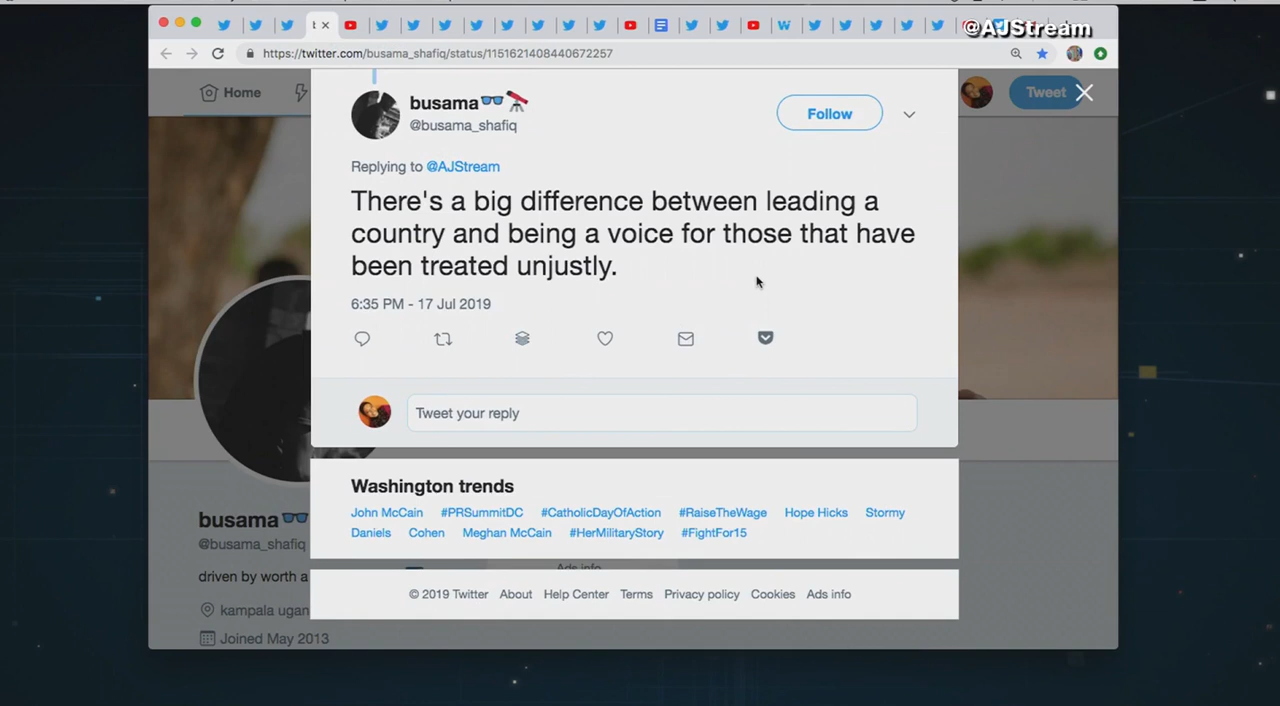 @AJStream
https://twitter.com/busama_shafiq/status/1151621408440672257
Home
Tweet
busama
@busama_shafiq
Follow
Replying to @AJStream
There's a big difference between leading a
country and being a voice for those that have
been treated unjustly.
6:35 PM - 17 Jul 2019
Tweet your reply
Washington trends
John McCain #PRSummitDC #CatholicDayOfAction #RaiseTheWage Hope Hicks Stormy
Daniels Cohen Meghan McCain #HerMilitaryStory #FightFor15
busama
@busama_shafiq
driven by worth a
kampala ugan
Joined May 2013
Ads info
© 2019 Twitter About Help Center Terms Privacy policy Cookies Ads info